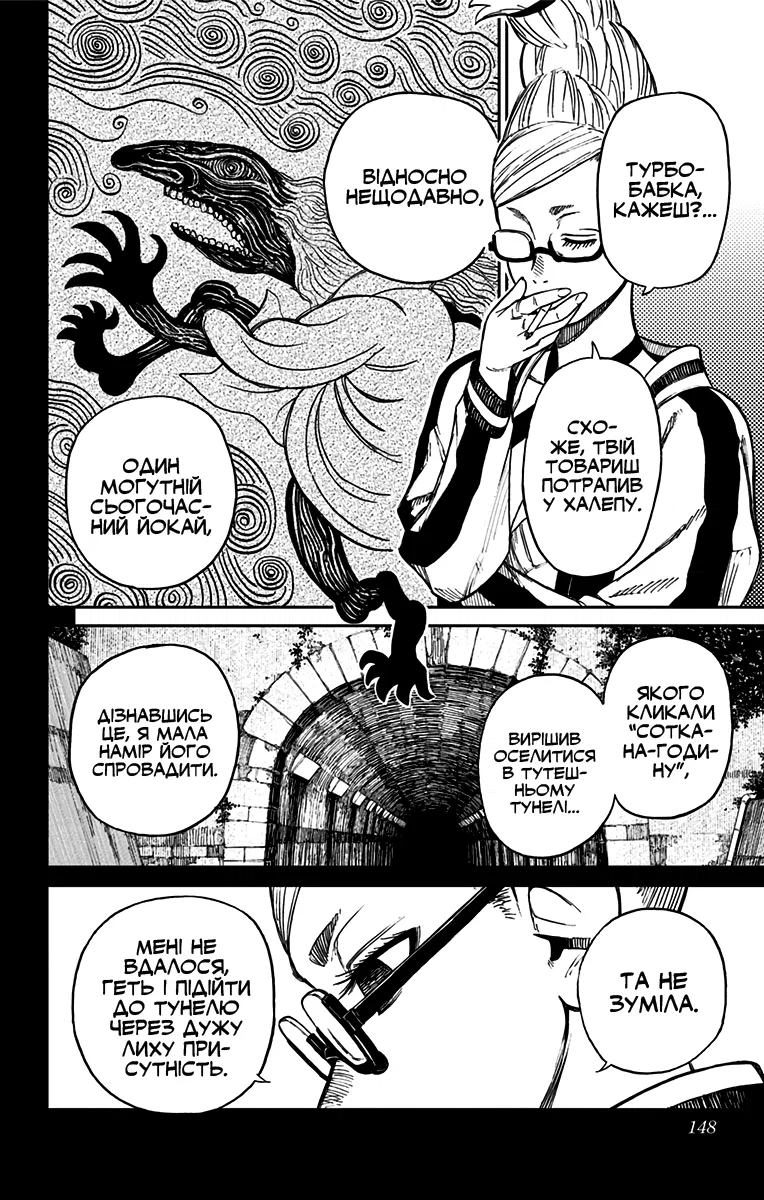 ТУРБО-
БАБКА,
КАЖЕШ?...
СХО-
ЖЕ, ТВІЙ
ТОВАРИШ
ПОТРАПИВ
У ХАЛЕПУ.
ВІДНОСНО
НЕЩОДАВНО,
ОДИН
МОГУТНІЙ
СЬОГОЧАС-
НИЙ ЙОКАЙ,
ЯКОГО
КЛИКАЛИ
“СОТКА-
НА-ГОДИ-
НУ”,
ВИРІШИВ
ОСЕЛИТИСЯ
В ТУТЕШ-
НЬОМУ
ТУНЕЛІ...
ДІЗНАВШИСЬ
ЦЕ, Я МАЛА
НАМІР ЙОГО
СПРОВАДИТИ.
ТА НЕ
ЗУМІЛА.
МЕНІ НЕ
ВДАЛОСЯ,
ГЕТЬ І ПІДІЙТИ
ДО ТУНЕЛЮ
ЧЕРЕЗ ДУЖУ
ЛИХУ ПРИ-
СУТНІСТЬ.
148